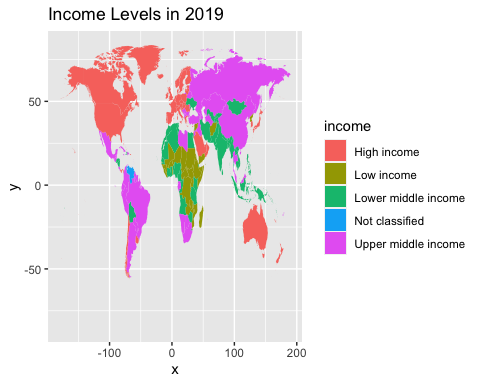 Income Levels in 2019
50
0
-50
y
-100
0
100
200
x
income
High income
Low income
Lower middle income
Not classified
Upper middle income